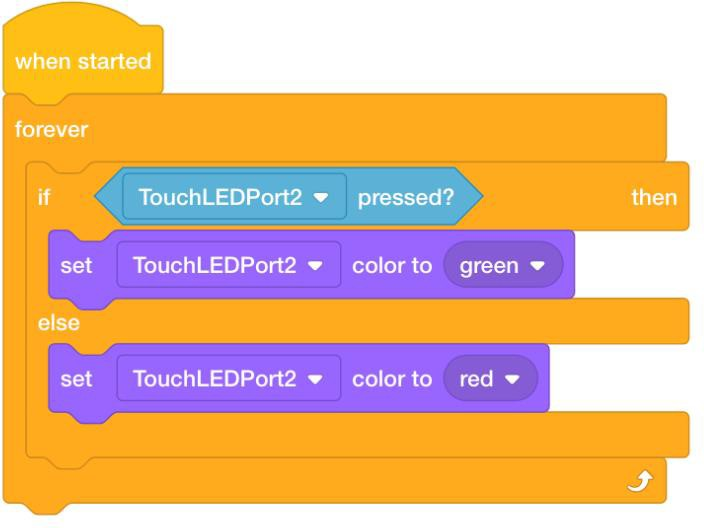 when started
forever
if TouchLEDPort2 pressed? then
set TouchLEDPort2 color to green
else
set TouchLEDPort2 color to red